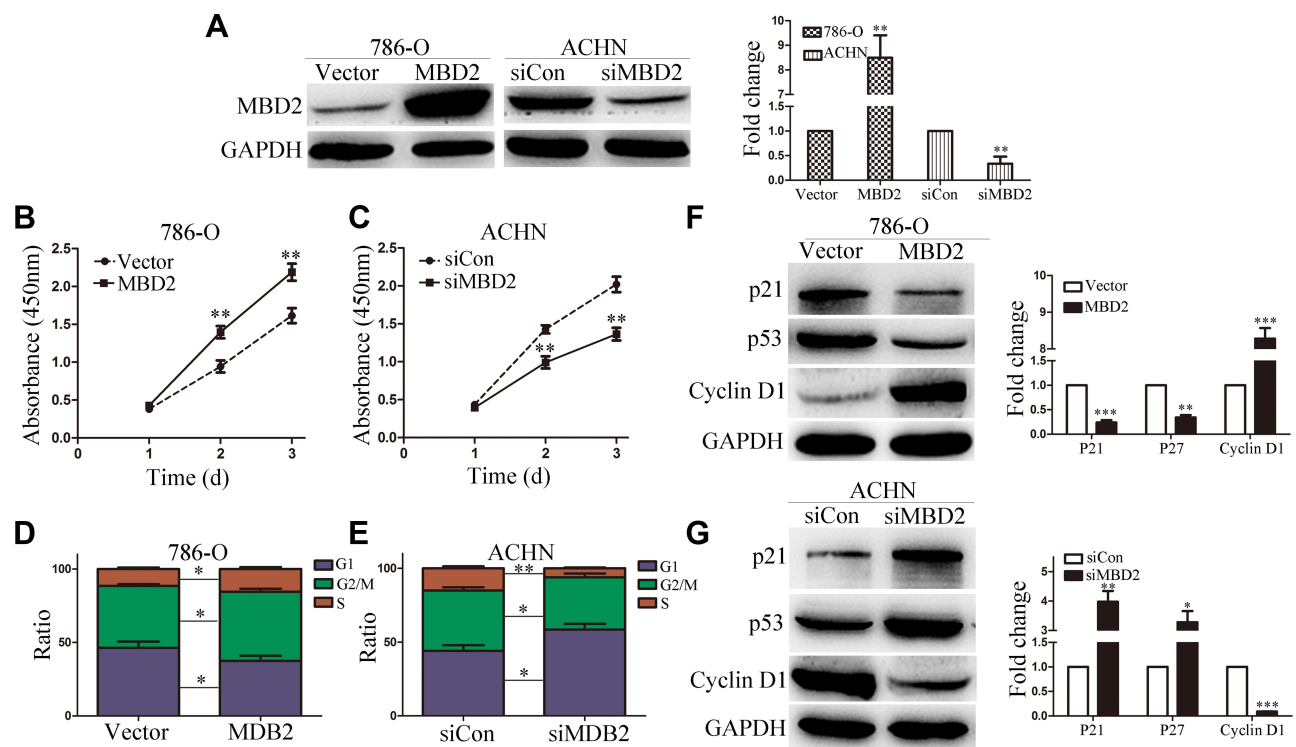 A
786-O
ACHN
Vector MBD2 siCon siMBD2
MBD2
GAPDH
Fold change
10
9
8
7
6
5
1.0
0.5
0.0
786-O
ACHN
**
**
Vector MBD2 siCon siMBD2
B
786-O
Absorbance (450nm)
2.5
2.0
1.5
1.0
0.5
0.0
Vector
MBD2
**
**
0 1 2 3
Time (d)
C
ACHN
Absorbance (450nm)
2.5
2.0
1.5
1.0
0.5
0.0
siCon
siMBD2
**
**
0 1 2 3
Time (d)
D
786-O
Ratio
100
50
0
*
*
*
G1
G2/M
S
Vector MDB2
E
ACHN
Ratio
100
50
0
**
*
*
G1
G2/M
S
siCon siMDB2
F
786-O
Vector MBD2
p21
p53
Cyclin D1
GAPDH
Fold change
10
8
1.0
0.5
0.0
Vector
MBD2
***
**
***
P21 P27 Cyclin D1
G
ACHN
siCon siMBD2
p21
p53
Cyclin D1
GAPDH
Fold change
5
4
3
1.0
0.5
0.0
siCon
siMBD2
**
*
***
P21 P27 Cyclin D1